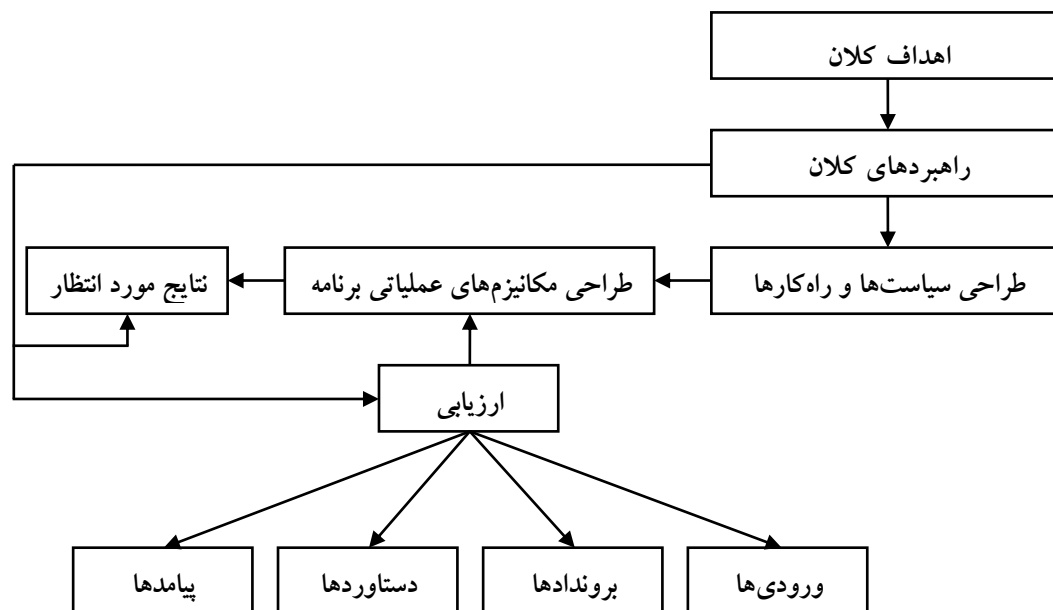 اهداف کلان
راهبردهای کلان
طراحی سیاست‌ها و راه‌کارها
طراحی مکانیزم‌های عملیاتی برنامه
نتایج مورد انتظار
ارزیابی
ورودی‌ها
بروندادها
دستاوردها
پیامدها